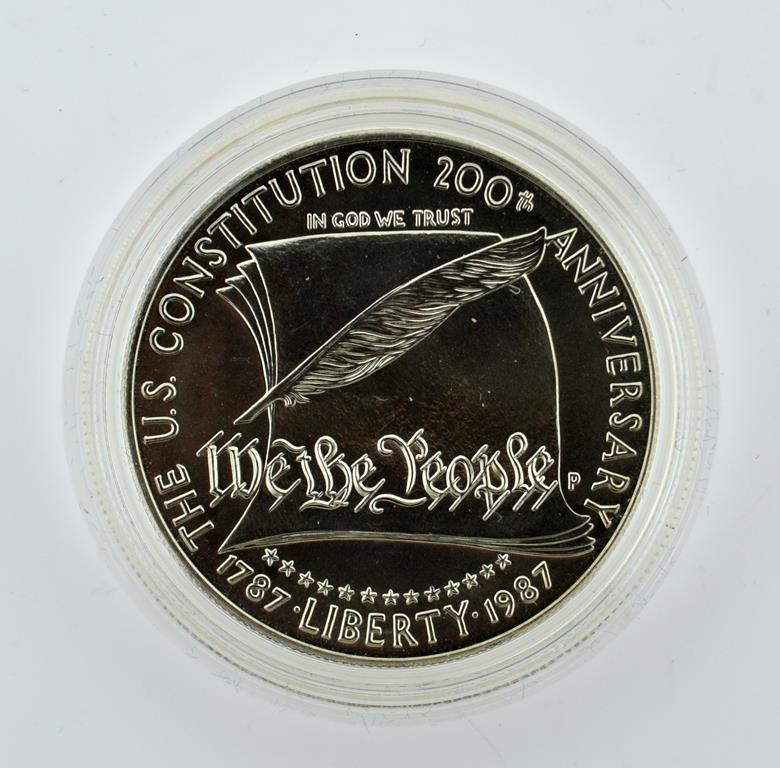 THE U.S. CONSTITUTION 200th ANNIVERSARY
IN GOD WE TRUST
We the People
P
1787 · LIBERTY · 1987